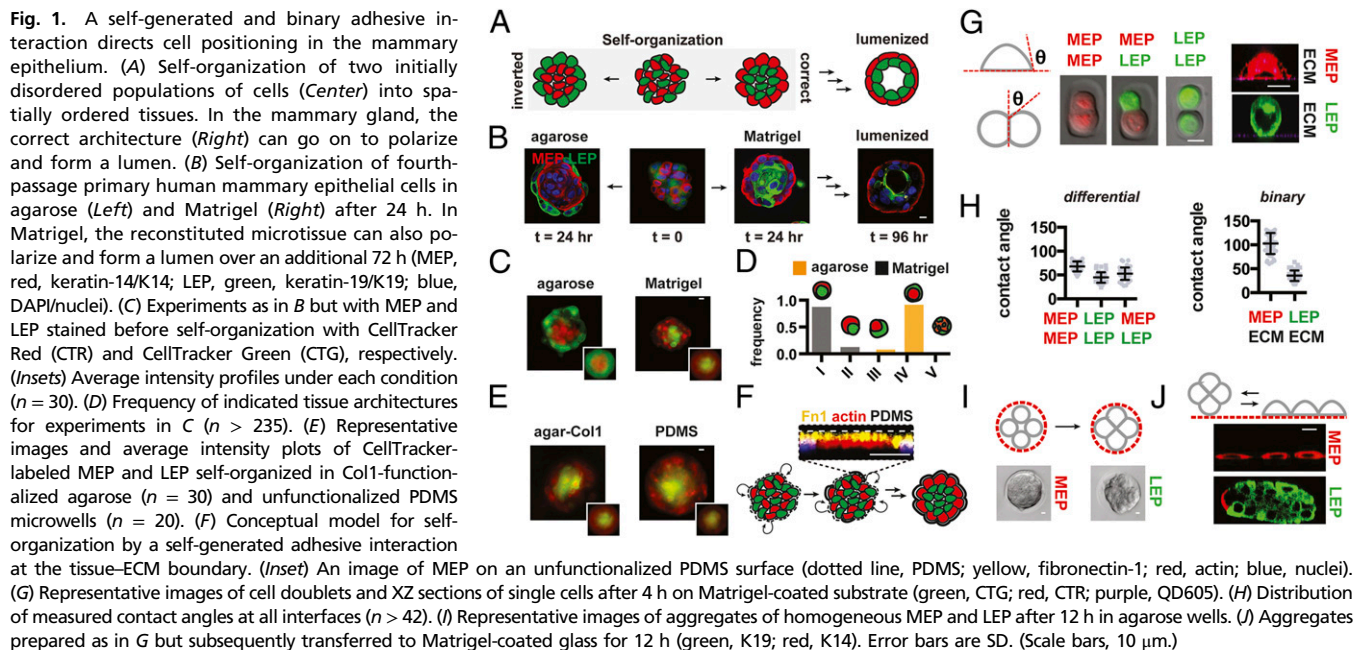 Fig. 1. A self-generated and binary adhesive in-
teraction directs cell positioning in the mammary
epithelium. (A) Self-organization of two initially
disordered populations of cells (Center) into spa-
tially ordered tissues. In the mammary gland, the
correct architecture (Right) can go on to polarize
and form a lumen. (B) Self-organization of fourth-
passage primary human mammary epithelial cells in
agarose (Left) and Matrigel (Right) after 24 h. In
Matrigel, the reconstituted microtissue can also po-
larize and form a lumen over an additional 72 h (MEP,
red, keratin-14/K14; LEP, green, keratin-19/K19; blue,
DAPI/nuclei). (C) Experiments as in B but with MEP and
LEP stained before self-organization with CellTracker
Red (CTR) and CellTracker Green (CTG), respectively.
(Insets) Average intensity profiles under each condition
(n = 30). (D) Frequency of indicated tissue architectures
for experiments in C (n > 235). (E) Representative
images and average intensity plots of CellTracker-
labeled MEP and LEP self-organized in Col1-function-
alized agarose (n = 30) and unfunctionalized PDMS
microwells (n = 20). (F) Conceptual model for self-
organization by a self-generated adhesive interaction
at the tissue–ECM boundary. (Inset) An image of MEP on an unfunctionalized PDMS surface (dotted line, PDMS; yellow, fibronectin-1; red, actin; blue, nuclei).
(G) Representative images of cell doublets and XZ sections of single cells after 4 h on Matrigel-coated substrate (green, CTG; red, CTR; purple, QD605). (H) Distribution
of measured contact angles at all interfaces (n > 42). (I) Representative images of aggregates of homogeneous MEP and LEP after 12 h in agarose wells. (J) Aggregates
prepared as in G but subsequently transferred to Matrigel-coated glass for 12 h (green, K19; red, K14). Error bars are SD. (Scale bars, 10 μm.)
A
Self-organization
lumenized
inverted
correct
B
agarose
Matrigel
lumenized
MEP LEP
t = 24 hr
t = 0
t = 24 hr
t = 96 hr
C
agarose
Matrigel
D
agarose
Matrigel
frequency
1.0
0.5
0.0
I
II
III
IV
V
E
agar-Col1
PDMS
F
Fn1 actin PDMS
G
θ
θ
MEP MEP LEP
MEP LEP LEP
ECM MEP
ECM LEP
H
differential
binary
contact angle
150
100
50
0
MEP LEP MEP
MEP LEP LEP
contact angle
150
100
50
0
MEP LEP
ECM ECM
I
MEP
LEP
J
MEP
LEP